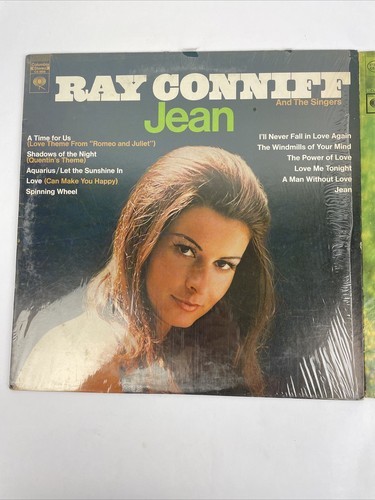 RAY CONNIFF
And The Singers
Jean
A Time for Us
(Love Theme From "Romeo and Juliet")
Shadows of the Night
(Quentin's Theme)
Aquarius/Let the Sunshine In
Love (Can Make You Happy)
Spinning Wheel
I'll Never Fall in Love Again
The Windmills of Your Mind
The Power of Love
Love Me Tonight
A Man Without Love
Jean